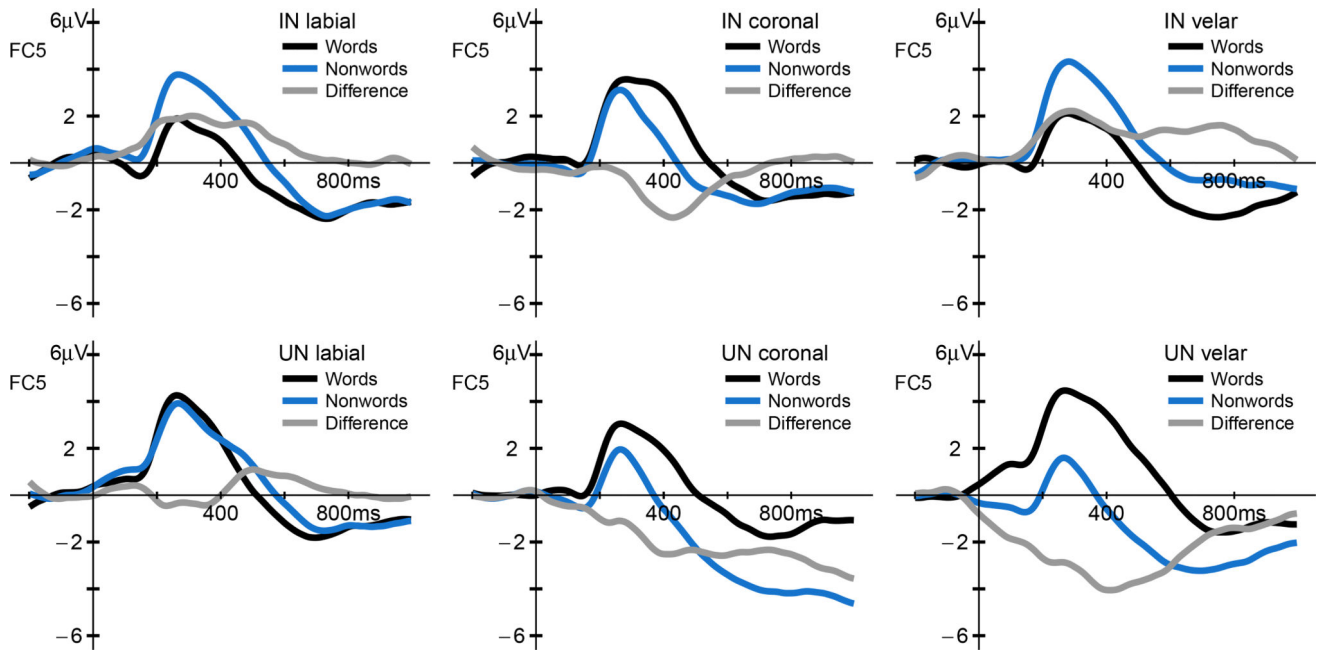 6μV
IN labial
FC5
Words
Nonwords
Difference
2
400
800ms
−2
−6
6μV
IN coronal
FC5
Words
Nonwords
Difference
2
400
800ms
−2
−6
6μV
IN velar
FC5
Words
Nonwords
Difference
2
400
800ms
−2
−6
6μV
UN labial
FC5
Words
Nonwords
Difference
2
400
800ms
−2
−6
6μV
UN coronal
FC5
Words
Nonwords
Difference
2
400
800ms
−2
−6
6μV
UN velar
FC5
Words
Nonwords
Difference
2
400
800ms
−2
−6